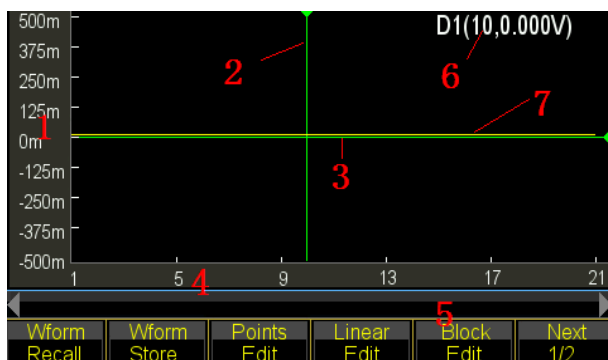 500m
D1(10,0.000V)
375m
2
6
250m
125m
7
1
0m
3
-125m
-250m
-375m
-500m
1 5 9 13 17 21
4
5
Wform Wform Points Linear Block Next
Recall Store Edit Edit Edit 1/2